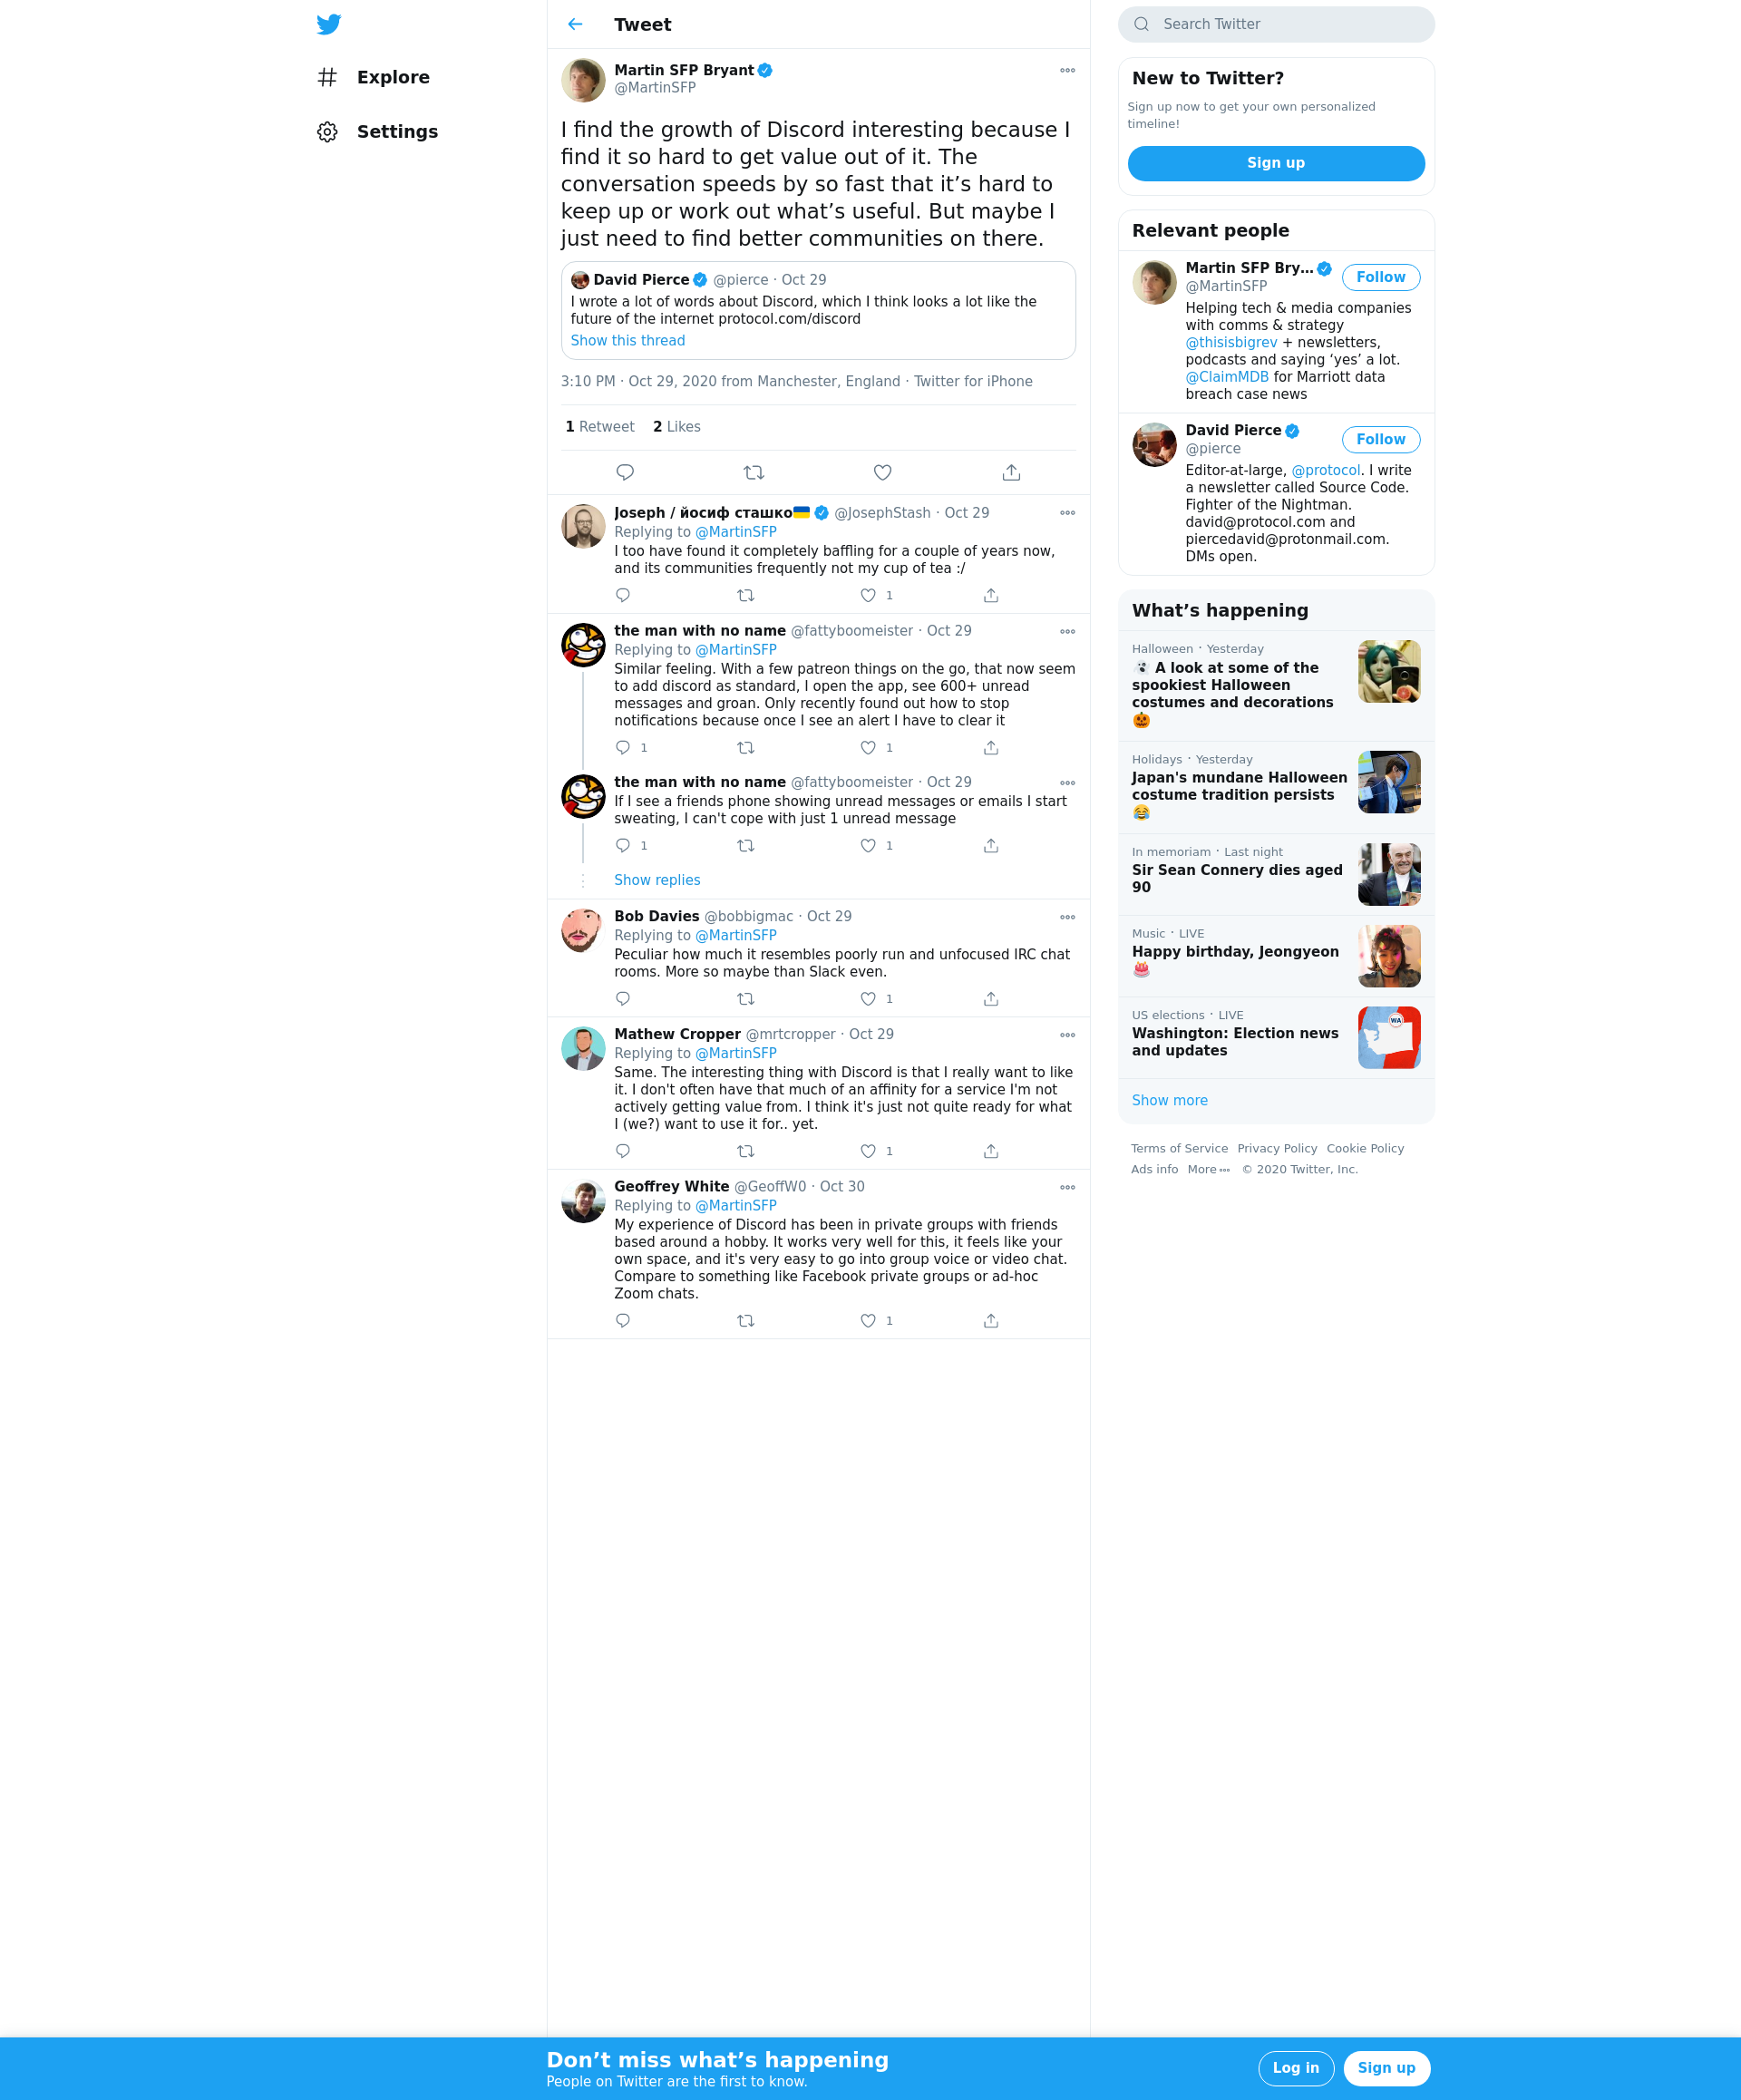 Explore
Settings
Tweet
Martin SFP Bryant
@MartinSFP
I find the growth of Discord interesting because I
find it so hard to get value out of it. The
conversation speeds by so fast that it’s hard to
keep up or work out what’s useful. But maybe I
just need to find better communities on there.
David Pierce @pierce · Oct 29
I wrote a lot of words about Discord, which I think looks a lot like the
future of the internet protocol.com/discord
Show this thread
3:10 PM · Oct 29, 2020 from Manchester, England · Twitter for iPhone
1 Retweet 2 Likes
Joseph / йосиф сташко🇺🇦 @JosephStash · Oct 29
Replying to @MartinSFP
I too have found it completely baffling for a couple of years now,
and its communities frequently not my cup of tea :/
1
the man with no name @fattyboomeister · Oct 29
Replying to @MartinSFP
Similar feeling. With a few patreon things on the go, that now seem
to add discord as standard, I open the app, see 600+ unread
messages and groan. Only recently found out how to stop
notifications because once I see an alert I have to clear it
1 1
the man with no name @fattyboomeister · Oct 29
If I see a friends phone showing unread messages or emails I start
sweating, I can't cope with just 1 unread message
1 1
Show replies
Bob Davies @bobbigmac · Oct 29
Replying to @MartinSFP
Peculiar how much it resembles poorly run and unfocused IRC chat
rooms. More so maybe than Slack even.
1
Mathew Cropper @mrtcropper · Oct 29
Replying to @MartinSFP
Same. The interesting thing with Discord is that I really want to like
it. I don't often have that much of an affinity for a service I'm not
actively getting value from. I think it's just not quite ready for what
I (we?) want to use it for.. yet.
1
Geoffrey White @GeoffW0 · Oct 30
Replying to @MartinSFP
My experience of Discord has been in private groups with friends
based around a hobby. It works very well for this, it feels like your
own space, and it's very easy to go into group voice or video chat.
Compare to something like Facebook private groups or ad-hoc
Zoom chats.
1
Search Twitter
New to Twitter?
Sign up now to get your own personalized
timeline!
Sign up
Relevant people
Martin SFP Bry...
@MartinSFP
Follow
Helping tech & media companies
with comms & strategy
@thisisbigrev + newsletters,
podcasts and saying ‘yes’ a lot.
@ClaimMDB for Marriott data
breach case news
David Pierce
@pierce
Follow
Editor-at-large, @protocol. I write
a newsletter called Source Code.
Fighter of the Nightman.
david@protocol.com and
piercedavid@protonmail.com.
DMs open.
What’s happening
Halloween · Yesterday
👻 A look at some of the
spookiest Halloween
costumes and decorations
🎃
Holidays · Yesterday
Japan's mundane Halloween
costume tradition persists
😂
In memoriam · Last night
Sir Sean Connery dies aged
90
Music · LIVE
Happy birthday, Jeongyeon
🎂
US elections · LIVE
Washington: Election news
and updates
WA
Show more
Terms of Service Privacy Policy Cookie Policy
Ads info More © 2020 Twitter, Inc.
Don’t miss what’s happening
People on Twitter are the first to know.
Log in
Sign up